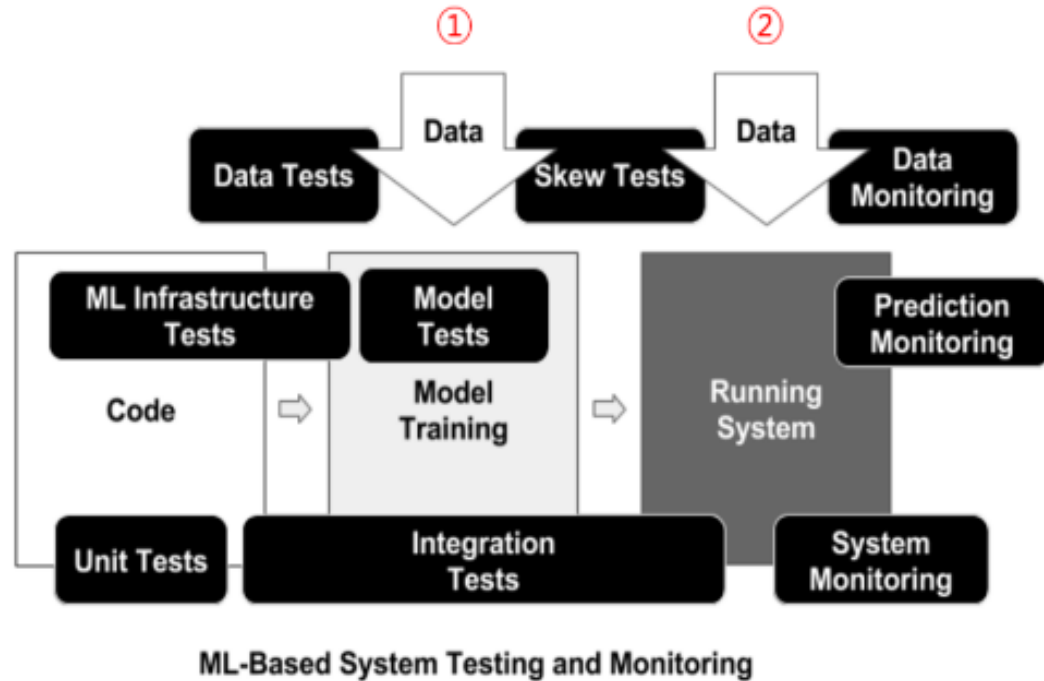 ① ②
Data Data
Data Tests Skew Tests Data
Monitoring
ML Infrastructure
Tests
Model
Tests
Prediction
Monitoring
Code
Model
Training
Running
System
Unit Tests
Integration
Tests
System
Monitoring
ML-Based System Testing and Monitoring